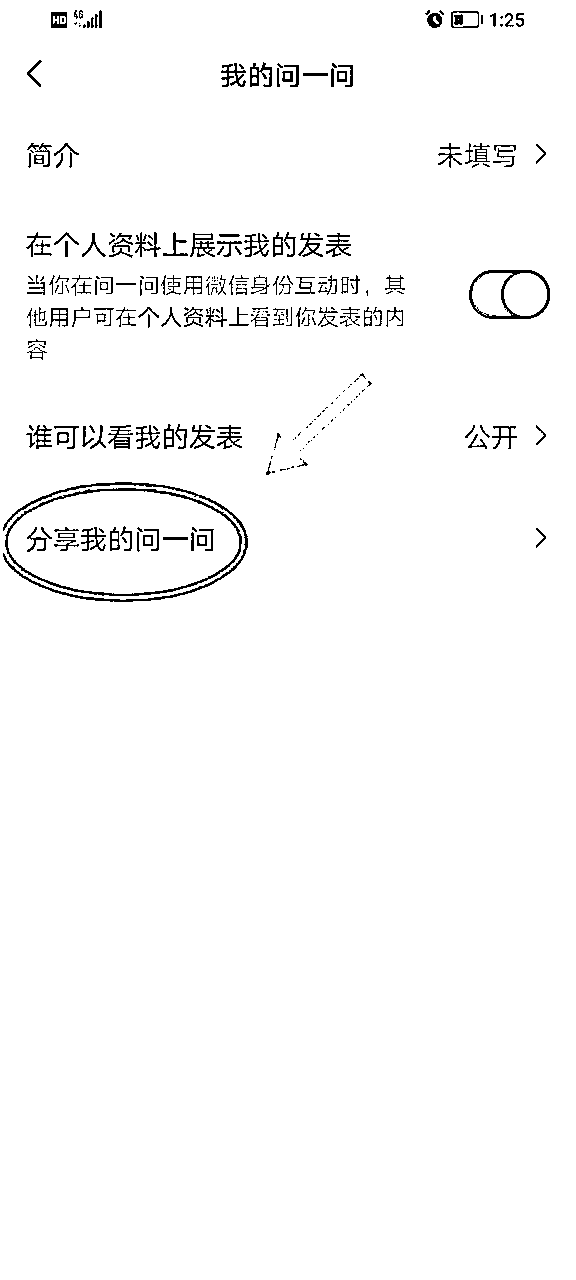 HD 4G 1:25
我的问一问
简介 未填写
在个人资料上展示我的发表
当你在问一问使用微信身份互动时，其
他用户可在个人资料上看到你发表的内
容
谁可以看我的发表 公开
分享我的问一问